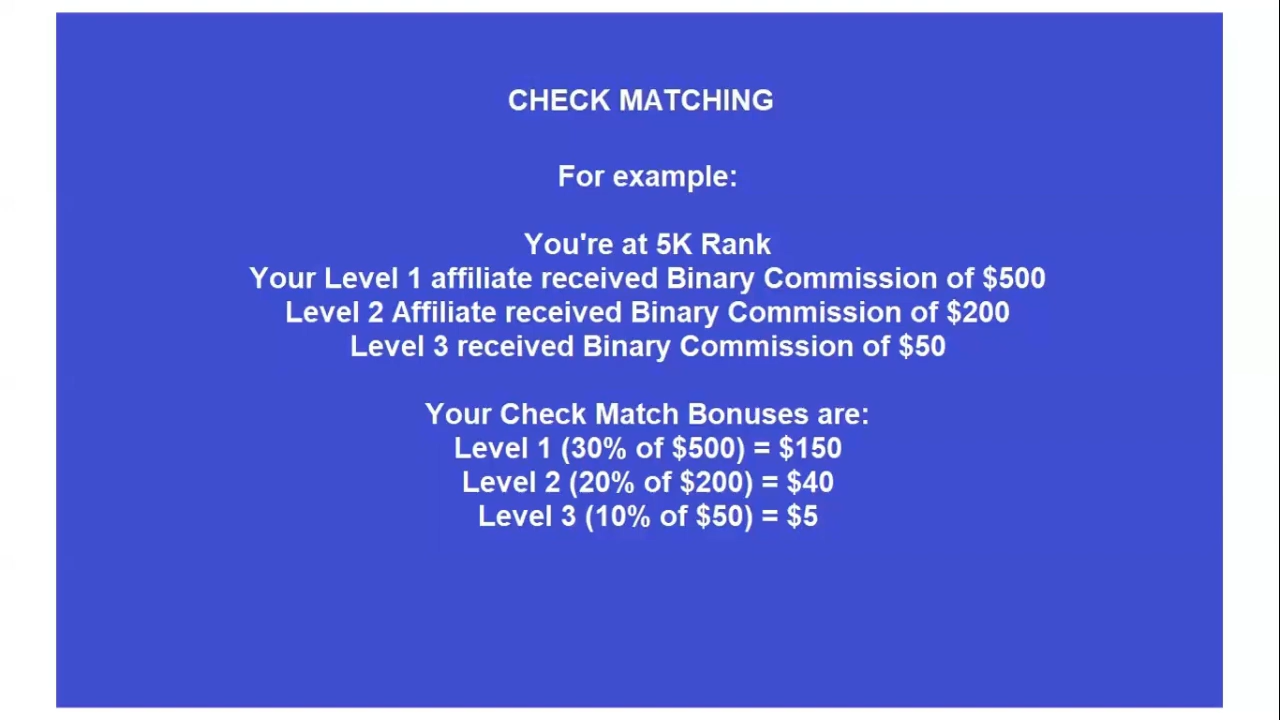 CHECK MATCHING
For example:
You're at 5K Rank
Your Level 1 affiliate received Binary Commission of $500
Level 2 Affiliate received Binary Commission of $200
Level 3 received Binary Commission of $50
Your Check Match Bonuses are:
Level 1 (30% of $500) = $150
Level 2 (20% of $200) = $40
Level 3 (10% of $50) = $5